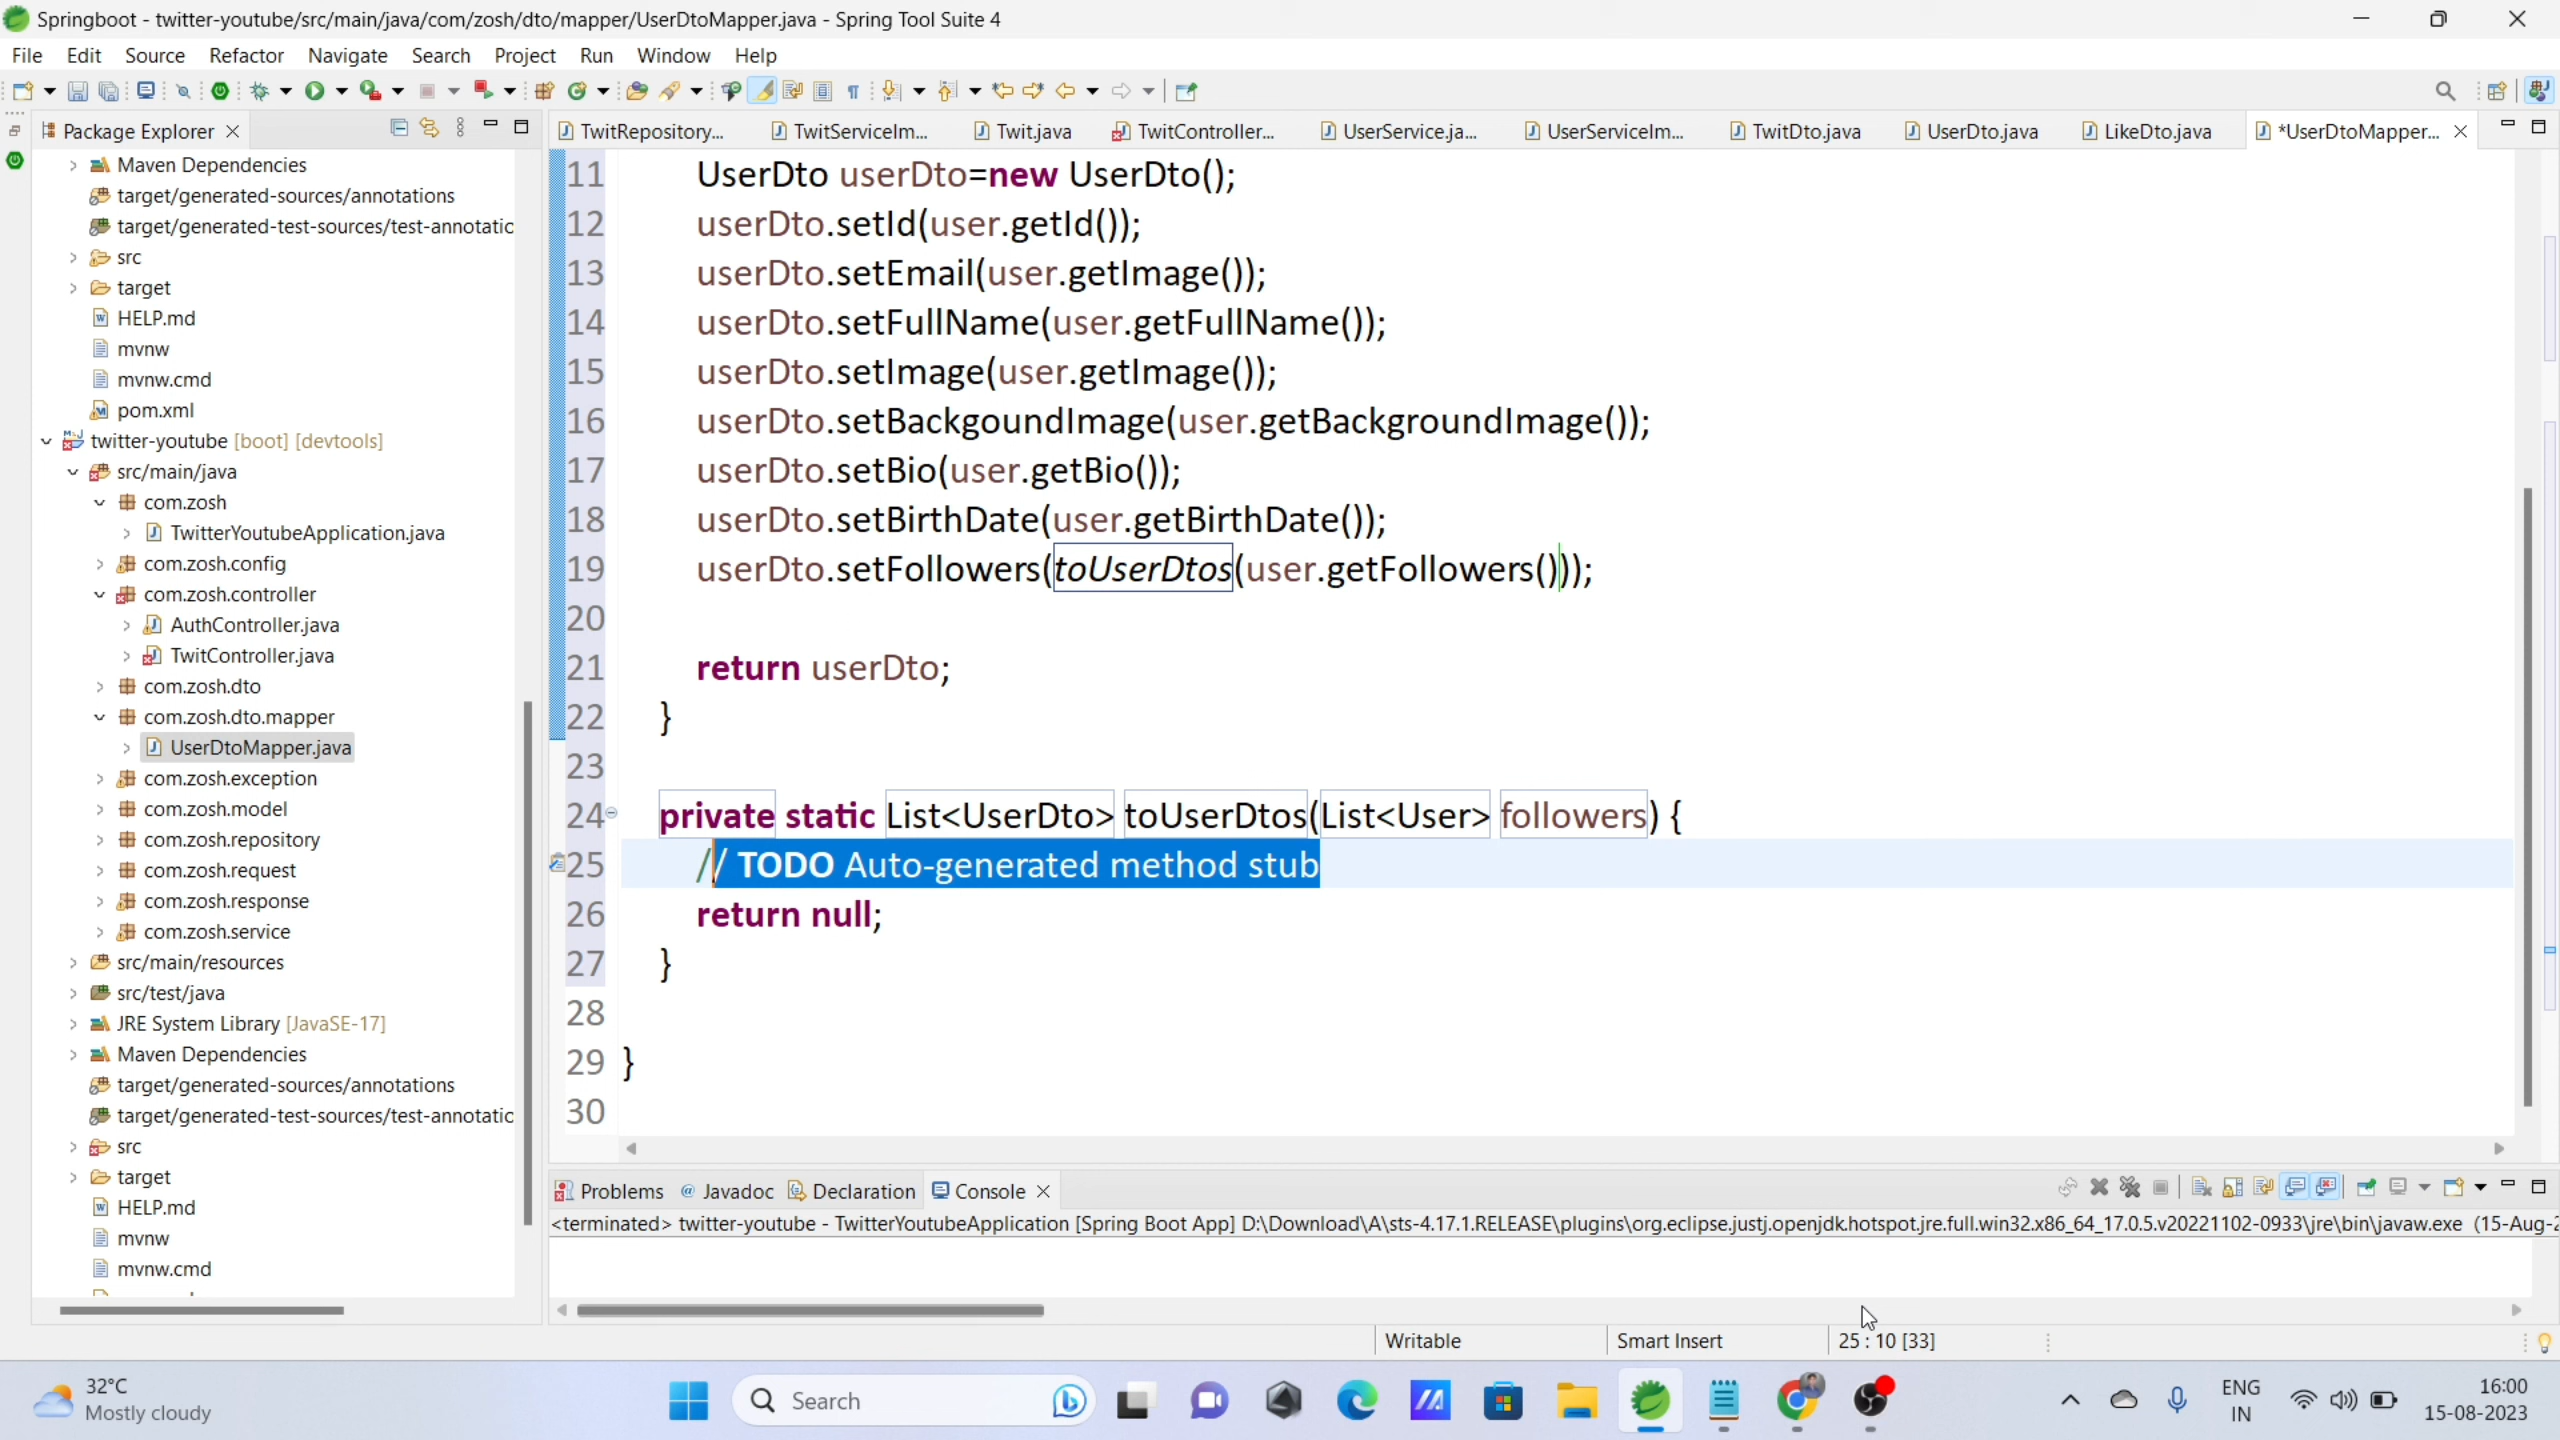 Springboot - twitter-youtube/src/main/java/com/zosh/dto/mapper/UserDtoMapper.java - Spring Tool Suite 4
File Edit Source Refactor Navigate Search Project Run Window Help
Package Explorer
TwitRepository... TwitServiceIm... Twit.java TwitController... UserService.ja... UserServiceIm... TwitDto.java UserDto.java LikeDto.java *UserDtoMapper...
Maven Dependencies
target/generated-sources/annotations
target/generated-test-sources/test-annotatio
src
target
HELP.md
mvnw
mvnw.cmd
pom.xml
twitter-youtube [boot] [devtools]
src/main/java
com.zosh
TwitterYoutubeApplication.java
com.zosh.config
com.zosh.controller
AuthController.java
TwitController.java
com.zosh.dto
com.zosh.dto.mapper
UserDtoMapper.java
com.zosh.exception
com.zosh.model
com.zosh.repository
com.zosh.request
com.zosh.response
com.zosh.service
src/main/resources
src/test/java
JRE System Library [JavaSE-17]
Maven Dependencies
target/generated-sources/annotations
target/generated-test-sources/test-annotatio
src
target
HELP.md
mvnw
mvnw.cmd
11 UserDto userDto=new UserDto();
12 userDto.setId(user.getId());
13 userDto.setEmail(user.getImage());
14 userDto.setFullName(user.getFullName());
15 userDto.setImage(user.getImage());
16 userDto.setBackgoundImage(user.getBackgroundImage());
17 userDto.setBio(user.getBio());
18 userDto.setBirthDate(user.getBirthDate());
19 userDto.setFollowers(toUserDtos(user.getFollowers()));
20
21 return userDto;
22 }
23
24 private static List<UserDto> toUserDtos(List<User> followers) {
25 // TODO Auto-generated method stub
26 return null;
27 }
28
29 }
30
Problems Javadoc Declaration Console
<terminated> twitter-youtube - TwitterYoutubeApplication [Spring Boot App] D:\Download\A\sts-4.17.1.RELEASE\plugins\org.eclipse.justj.openjdk.hotspot.jre.full.win32.x86_64_17.0.5.v20221102-0933\jre\bin\javaw.exe (15-Aug-2
Writable Smart Insert 25 : 10 [33]
32°C
Mostly cloudy
Search
ENG
IN
16:00
15-08-2023